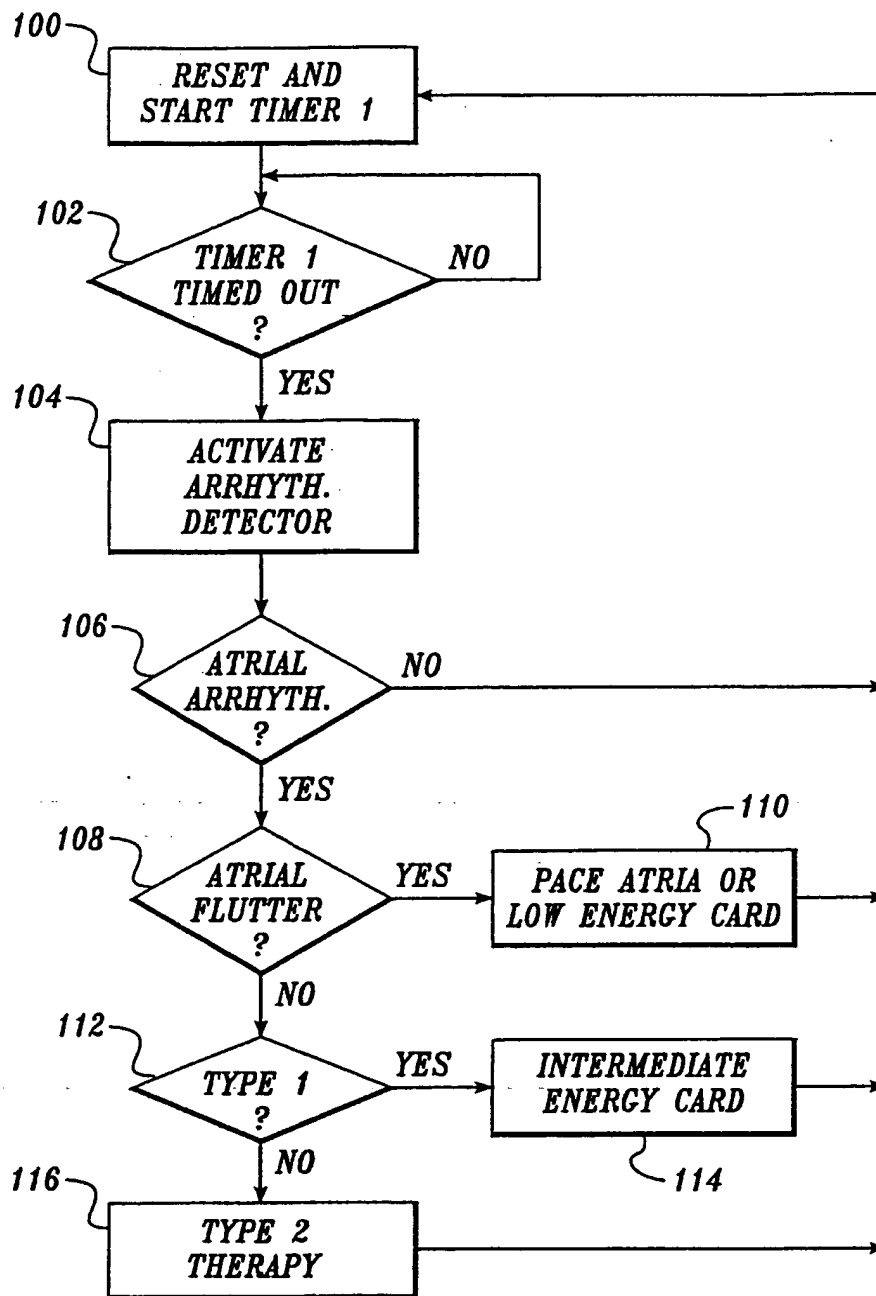 100
RESET AND
START TIMER 1
102
TIMER 1
TIMED OUT
?
NO
YES
104
ACTIVATE
ARRHYTH.
DETECTOR
106
ATRIAL
ARRHYTH.
?
NO
YES
108
ATRIAL
FLUTTER
?
YES
110
PACE ATRIA OR
LOW ENERGY CARD
NO
112
TYPE 1
?
YES
INTERMEDIATE
ENERGY CARD
114
NO
116
TYPE 2
THERAPY